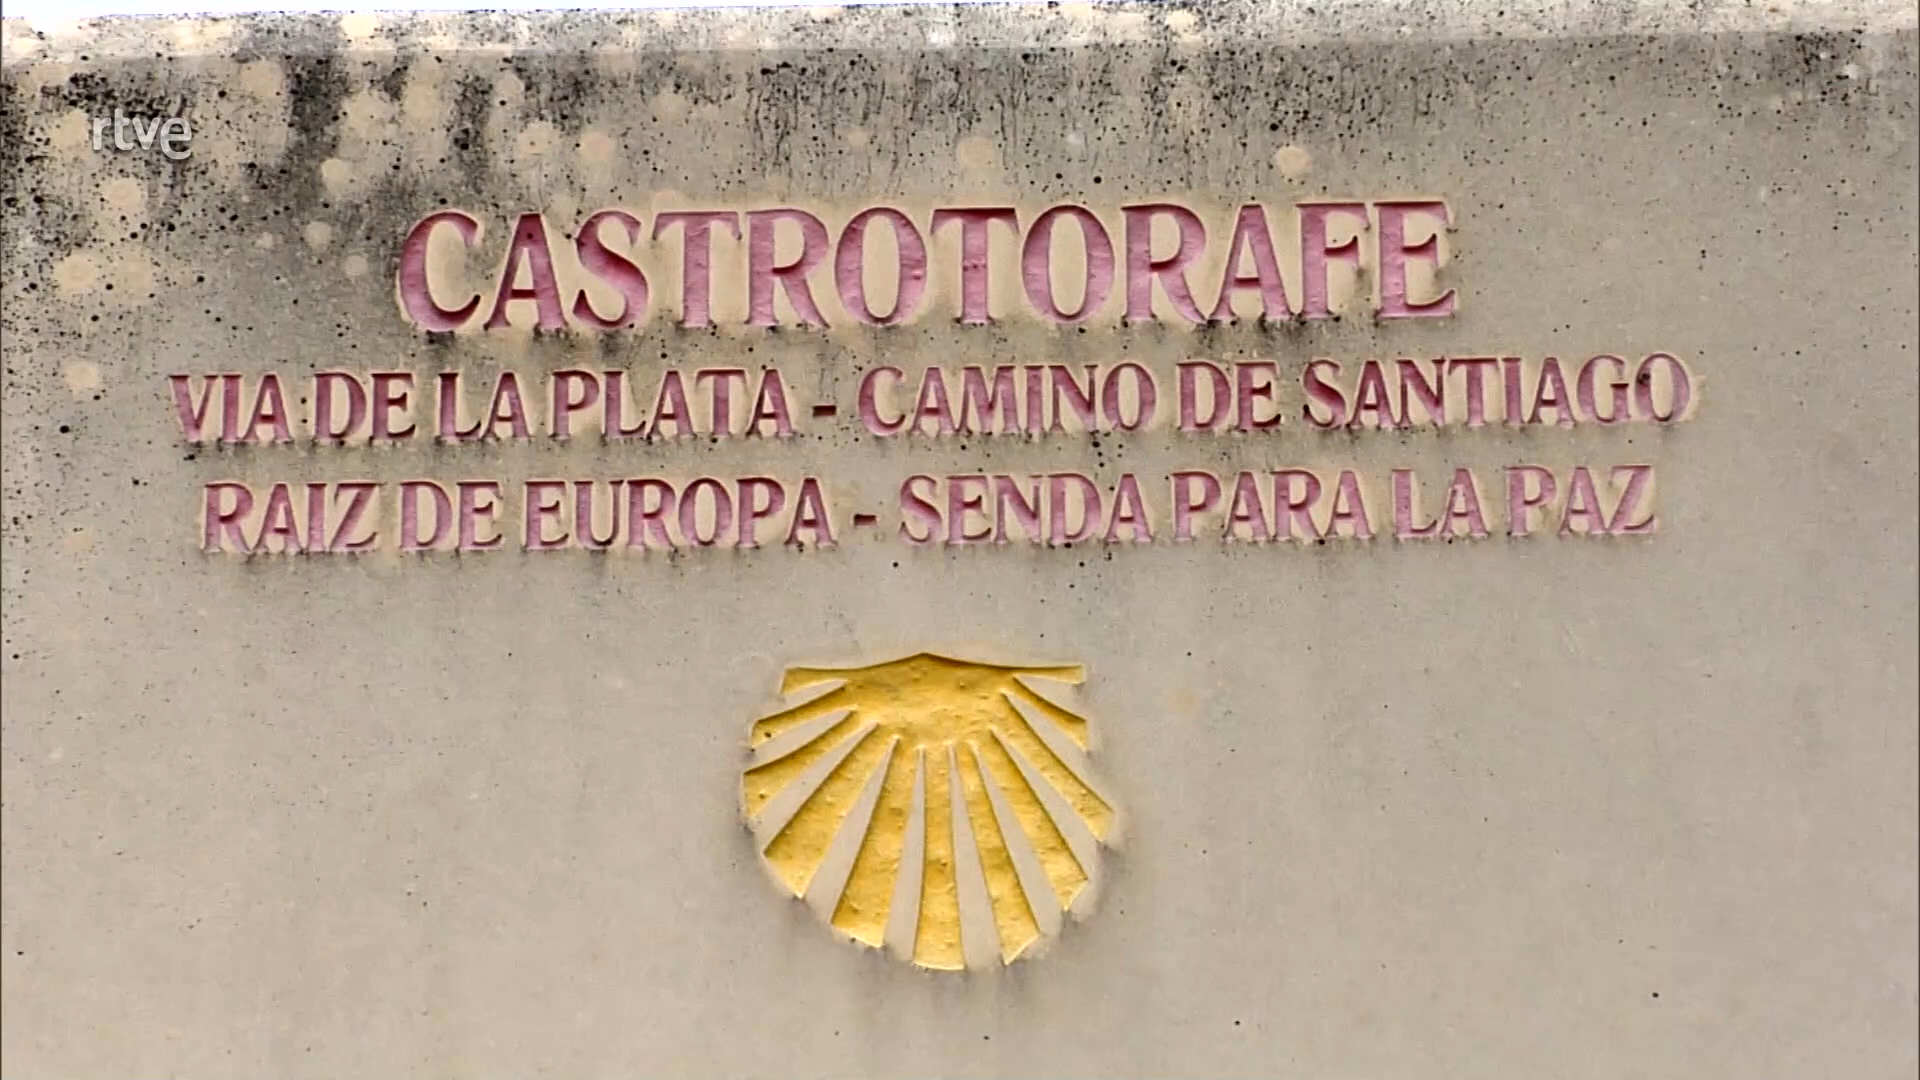 rtve
CASTROTORAFE
VIA DE LA PLATA - CAMINO DE SANTIAGO
RAIZ DE EUROPA - SENDA PARA LA PAZ